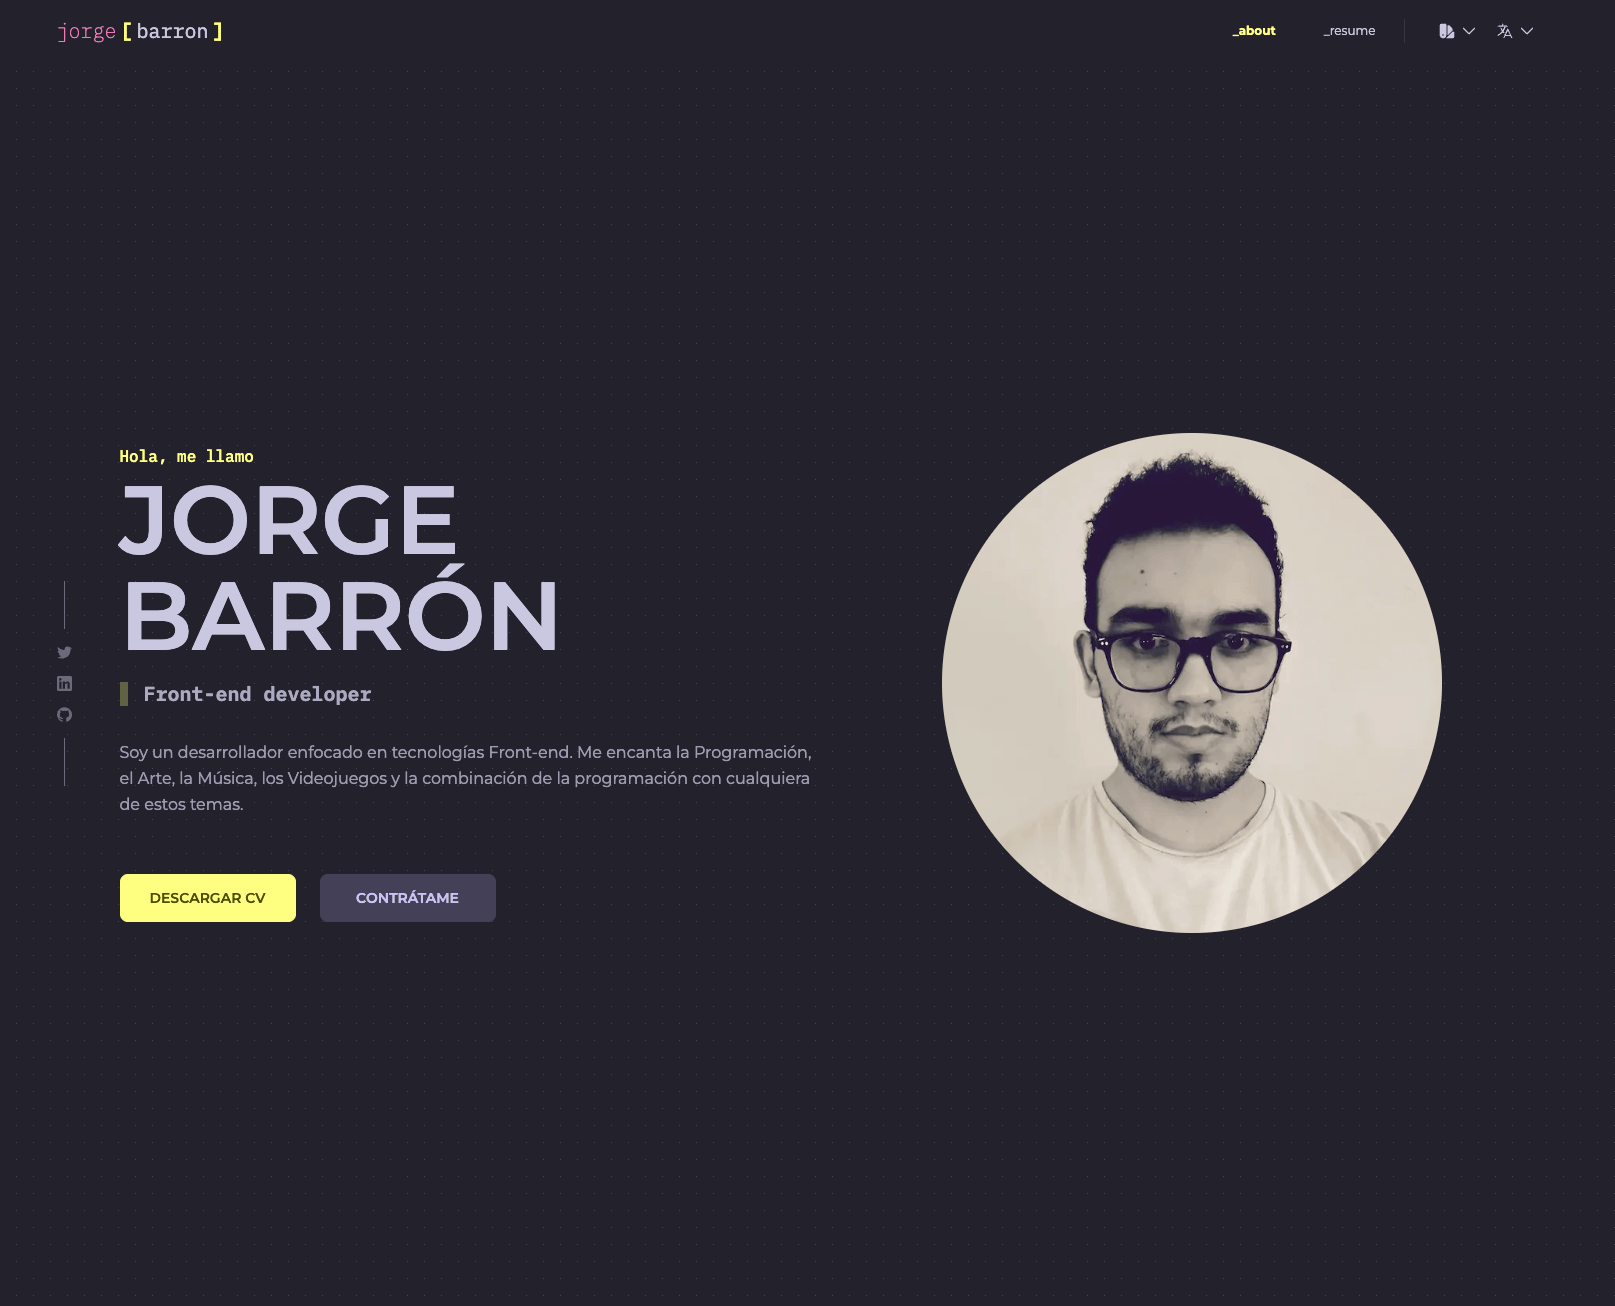 jorge[barron]
_about
_resume
Hola, me llamo
JORGE
BARRÓN
Front-end developer
Soy un desarrollador enfocado en tecnologías Front-end. Me encanta la Programación,
el Arte, la Música, los Videojuegos y la combinación de la programación con cualquiera
de estos temas.
DESCARGAR CV
CONTRÁTAME